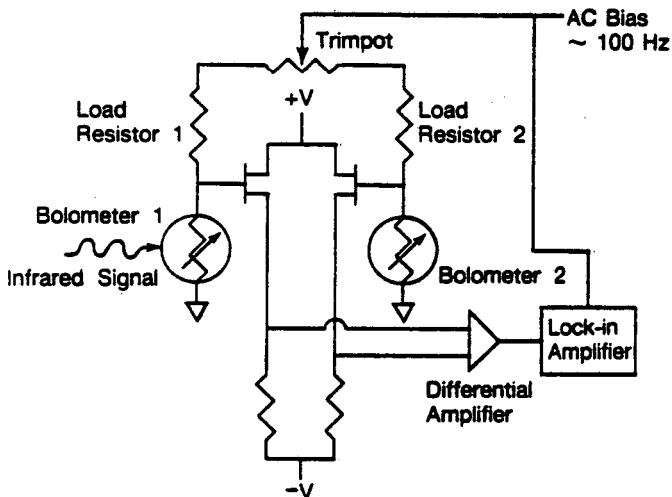 AC Bias
~ 100 Hz
Trimpot
+V
Load
Resistor 1
Load
Resistor 2
Bolometer 1
Infrared Signal
Bolometer 2
Lock-in
Amplifier
Differential
Amplifier
-V